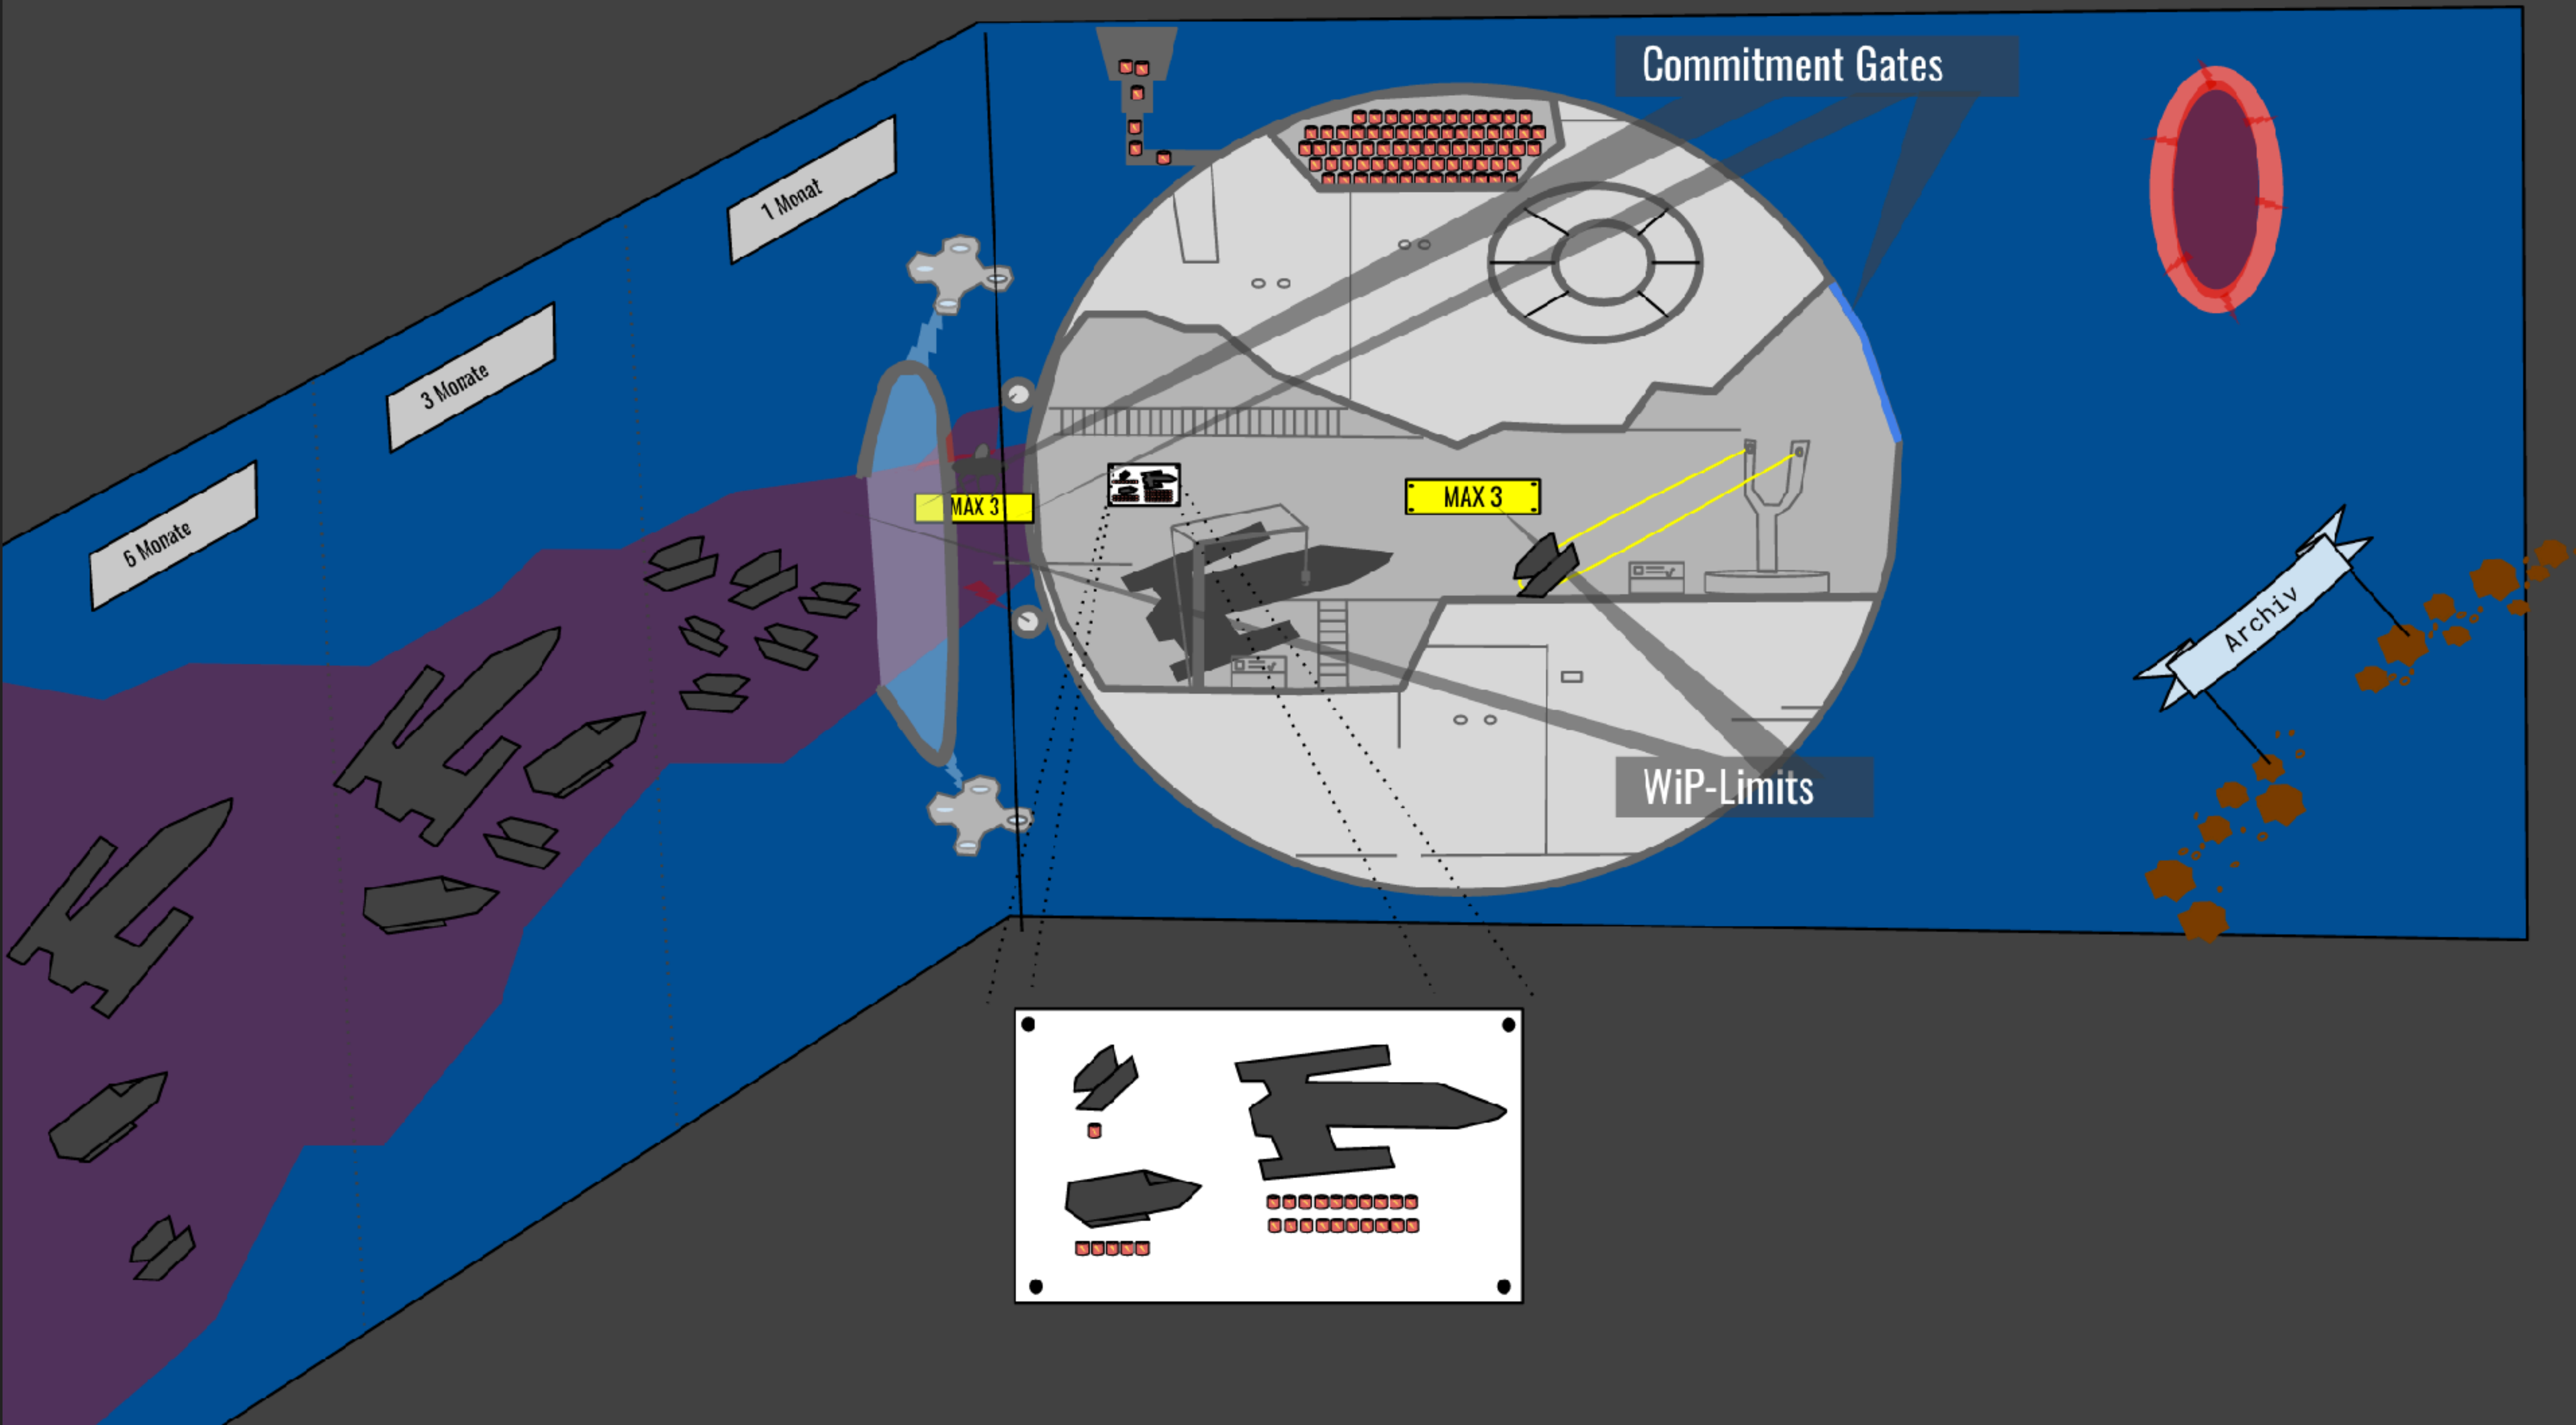 Commitment Gates
1 Monat
3 Monate
6 Monate
MAX 3
MAX 3
Archiv
WiP-Limits